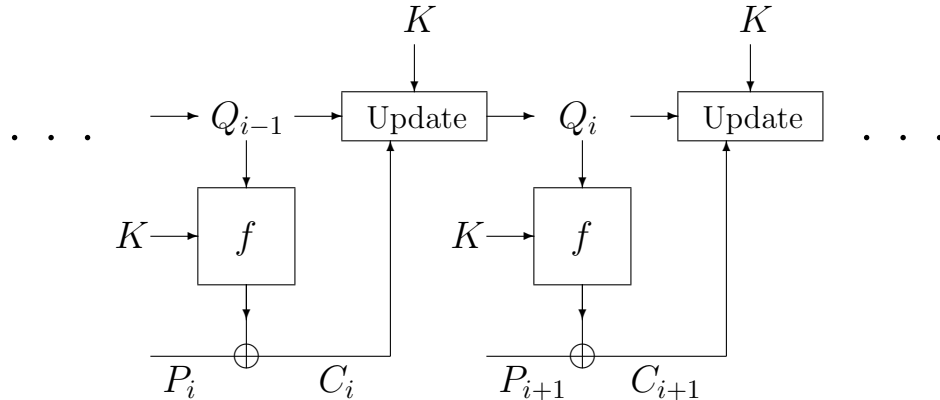 K K
. . . Q_{i-1} Update Q_i Update . . .
K f K f
P_i C_i P_{i+1} C_{i+1}